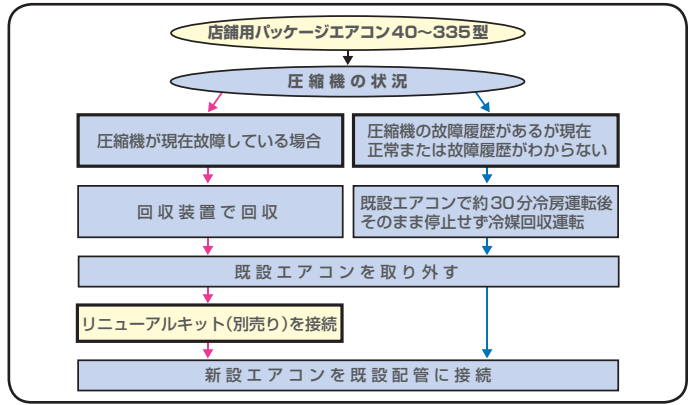 店舗用パッケージエアコン40〜335型
圧縮機の状況
圧縮機が現在故障している場合
圧縮機の故障履歴があるが現在
正常または故障履歴がわからない
回収装置で回収
既設エアコンで約30分冷房運転後
そのまま停止せず冷媒回収運転
既設エアコンを取り外す
リニューアルキット(別売り)を接続
新設エアコンを既設配管に接続